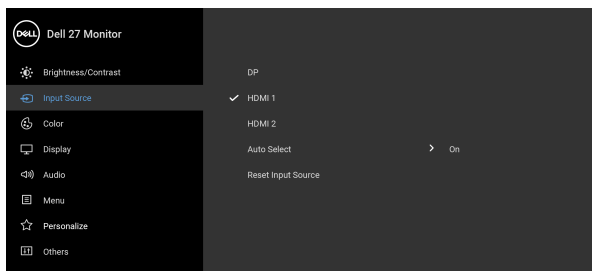 DELL Dell 27 Monitor
Brightness/Contrast DP
Input Source HDMI 1
Color HDMI 2
Display Auto Select On
Audio Reset Input Source
Menu
Personalize
Others